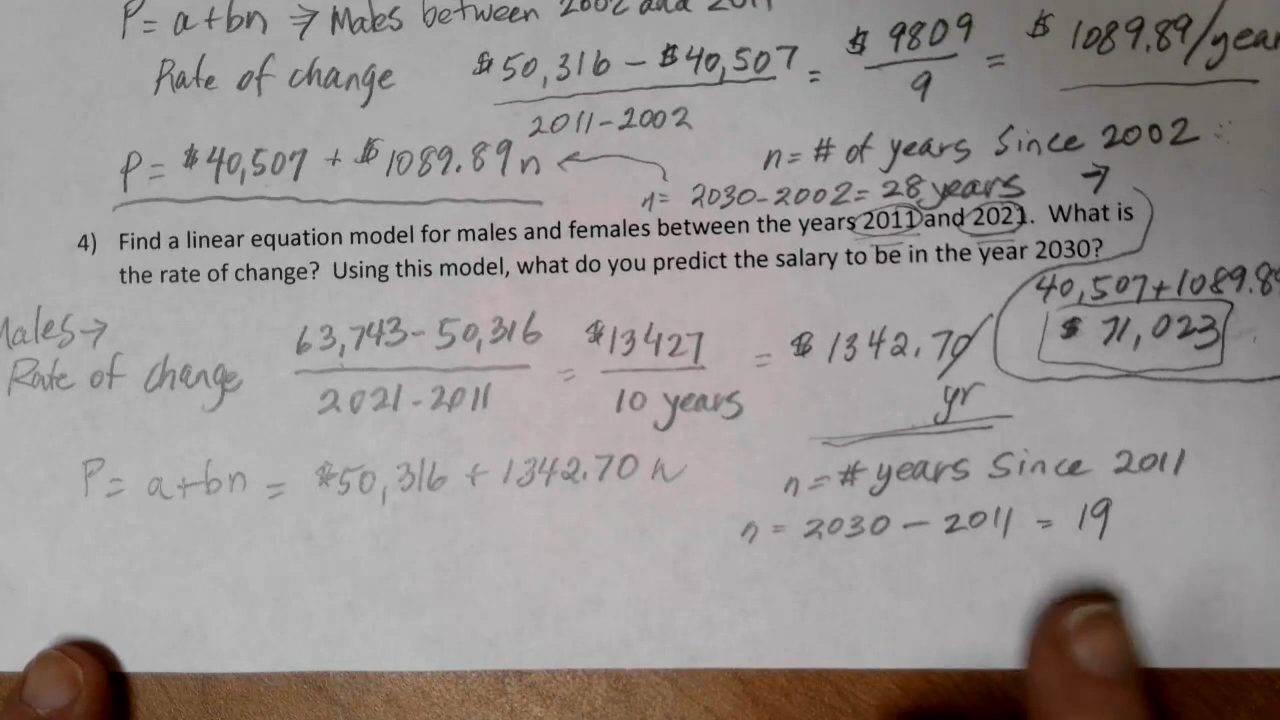 P = a + bn ⇒ Males between 2002 and 2011
Rate of change $50,316 - $40,507 / 2011 - 2002 = $9809 / 9 = $1089.89/year
P = $40,507 + $1089.89n ← n = # of years since 2002
n = 2030 - 2002 = 28 years →
4) Find a linear equation model for males and females between the years 2011 and 2021. What is
the rate of change? Using this model, what do you predict the salary to be in the year 2030?
40,507 + 1089.89
$71,023
Males →
Rate of change 63,743 - 50,316 / 2021 - 2011 = $13427 / 10 years = $1342.70/yr
P = a + bn = $50,316 + 1342.70 n
n = # years since 2011
n = 2030 - 2011 = 19